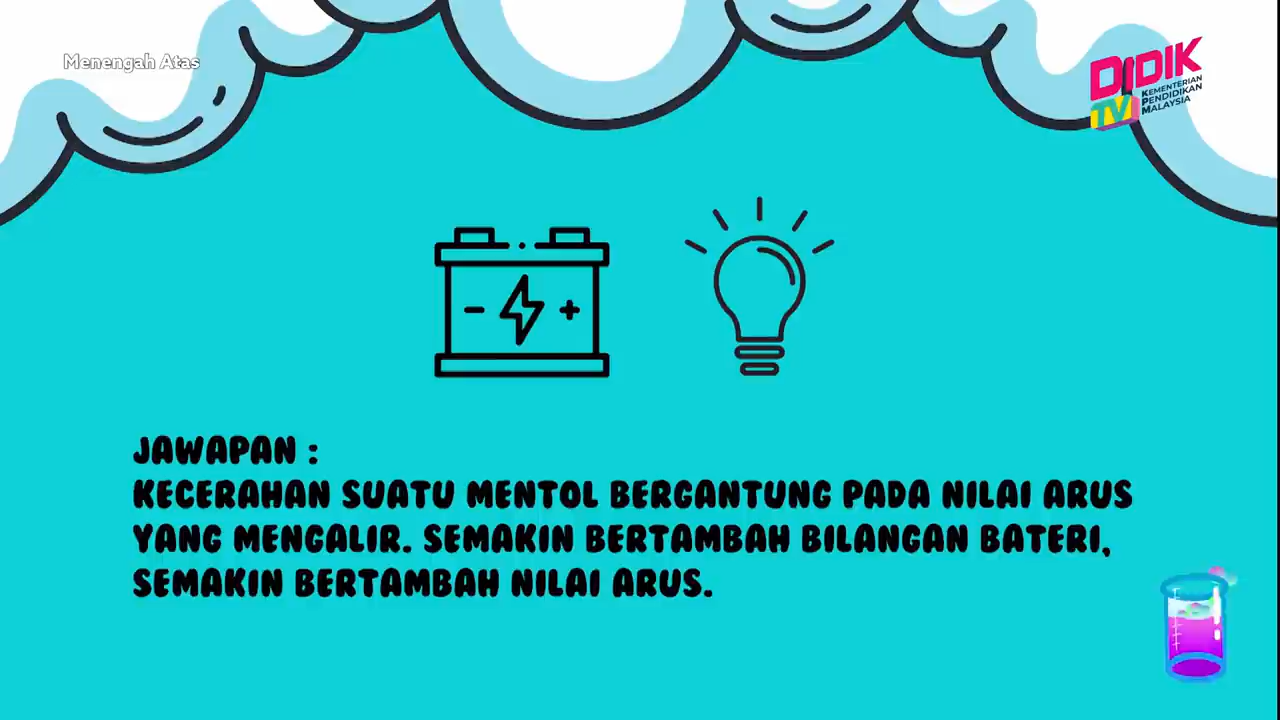 Menengah Atas
DIDIK
TV
KEMENTERIAN
PENDIDIKAN
MALAYSIA
- +
JAWAPAN :
KECERAHAN SUATU MENTOL BERGANTUNG PADA NILAI ARUS
YANG MENGALIR. SEMAKIN BERTAMBAH BILANGAN BATERI,
SEMAKIN BERTAMBAH NILAI ARUS.